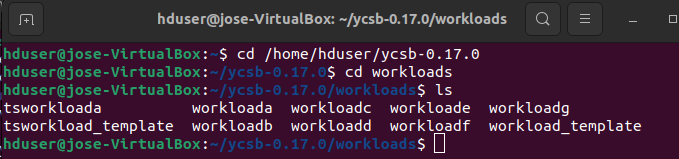 hduser@jose-VirtualBox: ~/ycsb-0.17.0/workloads
hduser@jose-VirtualBox:~$ cd /home/hduser/ycsb-0.17.0
hduser@jose-VirtualBox:~/ycsb-0.17.0$ cd workloads
hduser@jose-VirtualBox:~/ycsb-0.17.0/workloads$ ls
tsworkloada workloada workloadc workloade workloadg
tsworkload_template workloadb workloadd workloadf workload_template
hduser@jose-VirtualBox:~/ycsb-0.17.0/workloads$